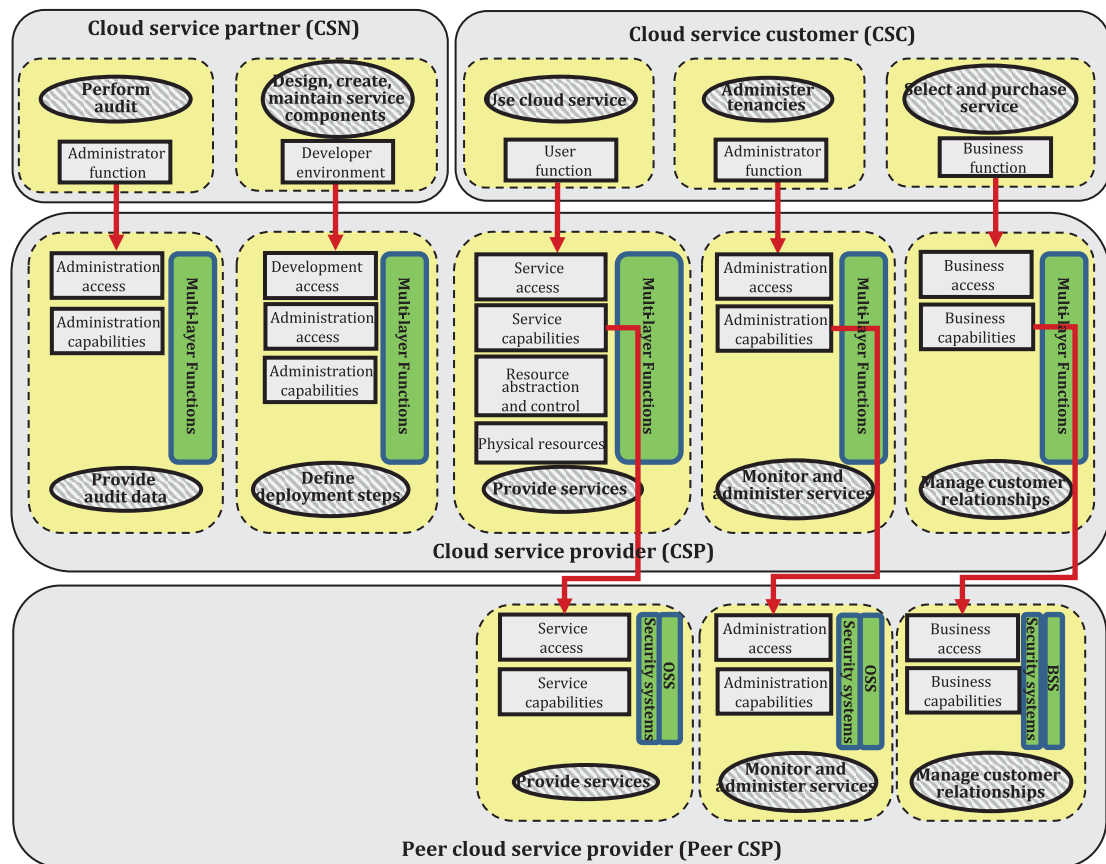 Cloud service partner (CSN)
Perform
audit
Administrator
function
Design, create,
maintain service
components
Developer
environment
Cloud service customer (CSC)
Use cloud service
User
function
Administer
tenancies
Administrator
function
Select and purchase
service
Business
function
Administration
access
Administration
capabilities
Multi-layer Functions
Provide
audit data
Development
access
Administration
access
Administration
capabilities
Multi-layer Functions
Define
deployment steps
Service
access
Service
capabilities
Resource
abstraction
and control
Physical resources
Multi-layer Functions
Provide services
Administration
access
Administration
capabilities
Multi-layer Functions
Monitor and
administer services
Business
access
Business
capabilities
Multi-layer Functions
Manage customer
relationships
Cloud service provider (CSP)
Service
access
Service
capabilities
Security systems
OSS
Provide services
Administration
access
Administration
capabilities
Security systems
OSS
Monitor and
administer services
Business
access
Business
capabilities
Security systems
BSS
Manage customer
relationships
Peer cloud service provider (Peer CSP)